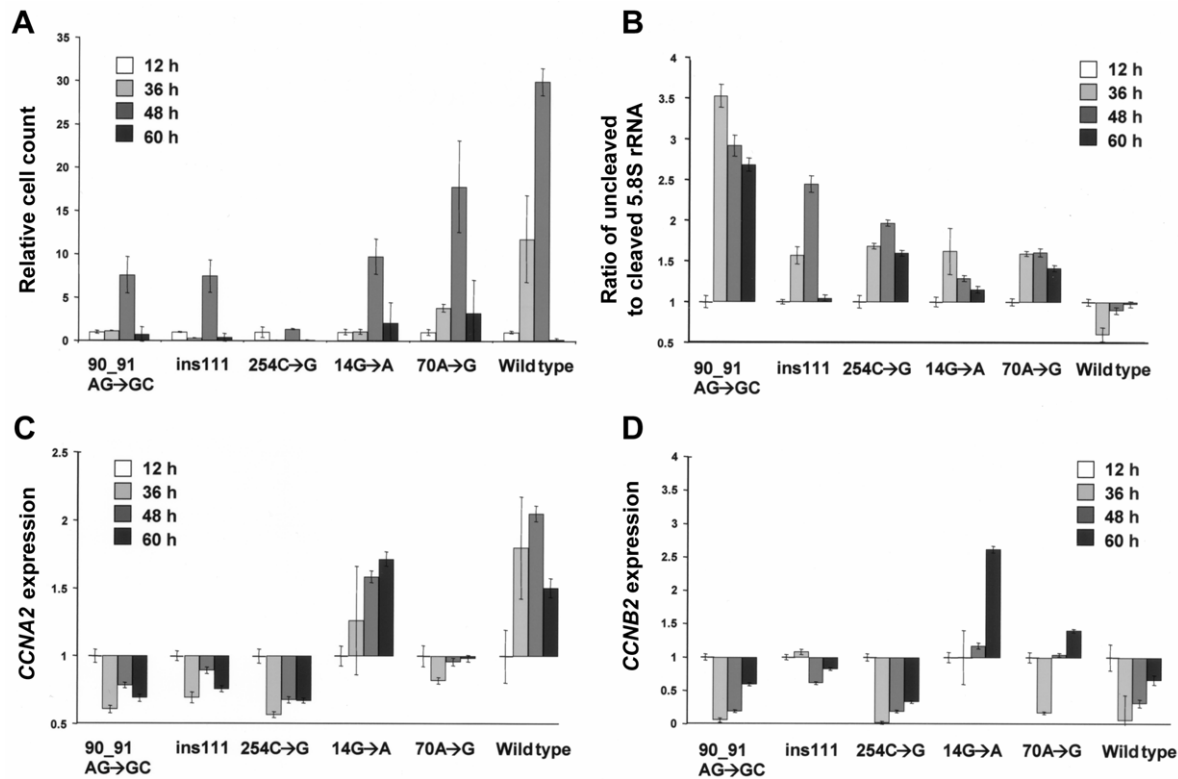 A
Relative cell count
35
30
25
20
15
10
5
0
12 h
36 h
48 h
60 h
90_91
AG→GC
ins111
254C→G
14G→A
70A→G
Wild type
B
Ratio of uncleaved
to cleaved 5.8S rRNA
4
3.5
3
2.5
2
1.5
1
0.5
12 h
36 h
48 h
60 h
90_91
AG→GC
ins111
254C→G
14G→A
70A→G
Wild type
C
CCNA2 expression
2.5
2
1.5
1
0.5
12 h
36 h
48 h
60 h
90_91
AG→GC
ins111
254C→G
14G→A
70A→G
Wild type
D
CCNB2 expression
4
3.5
3
2.5
2
1.5
1
0.5
0
12 h
36 h
48 h
60 h
90_91
AG→GC
ins111
254C→G
14G→A
70A→G
Wild type